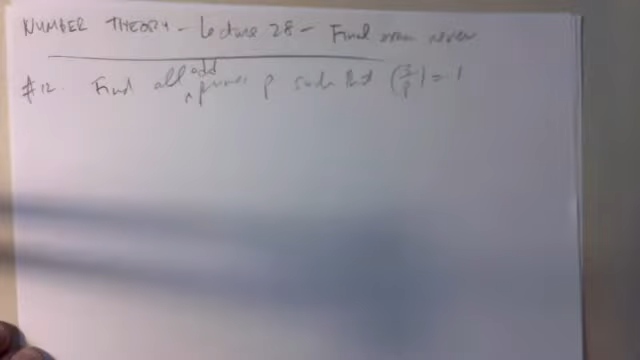 NUMBER THEORY - Lecture 28 - Final exam review
#12. Find all odd primes p such that (3/p) = 1